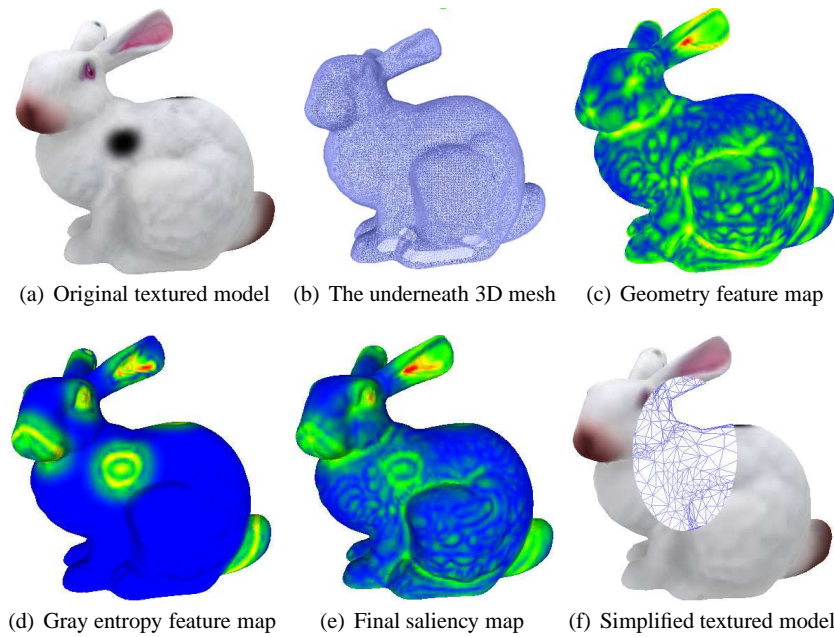 (a) Original textured model
(b) The underneath 3D mesh
(c) Geometry feature map
(d) Gray entropy feature map
(e) Final saliency map
(f) Simplified textured model